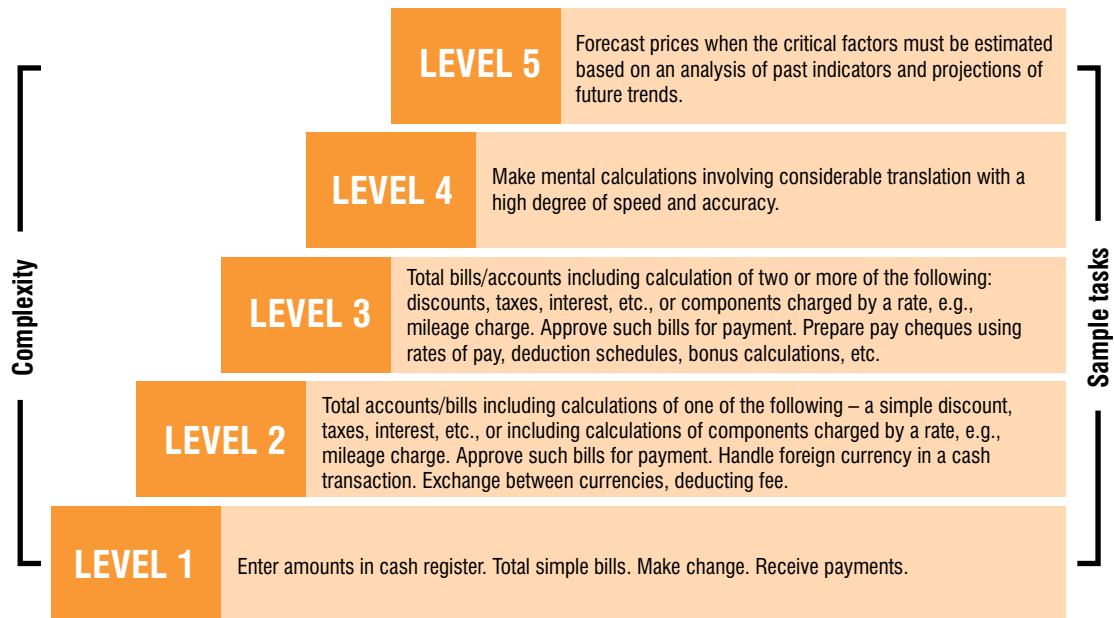 LEVEL 5
Forecast prices when the critical factors must be estimated
based on an analysis of past indicators and projections of
future trends.
LEVEL 4
Make mental calculations involving considerable translation with a
high degree of speed and accuracy.
LEVEL 3
Total bills/accounts including calculation of two or more of the following:
discounts, taxes, interest, etc., or components charged by a rate, e.g.,
mileage charge. Approve such bills for payment. Prepare pay cheques using
rates of pay, deduction schedules, bonus calculations, etc.
LEVEL 2
Total accounts/bills including calculations of one of the following – a simple discount,
taxes, interest, etc., or including calculations of components charged by a rate, e.g.,
mileage charge. Approve such bills for payment. Handle foreign currency in a cash
transaction. Exchange between currencies, deducting fee.
LEVEL 1
Enter amounts in cash register. Total simple bills. Make change. Receive payments.
Complexity
Sample tasks